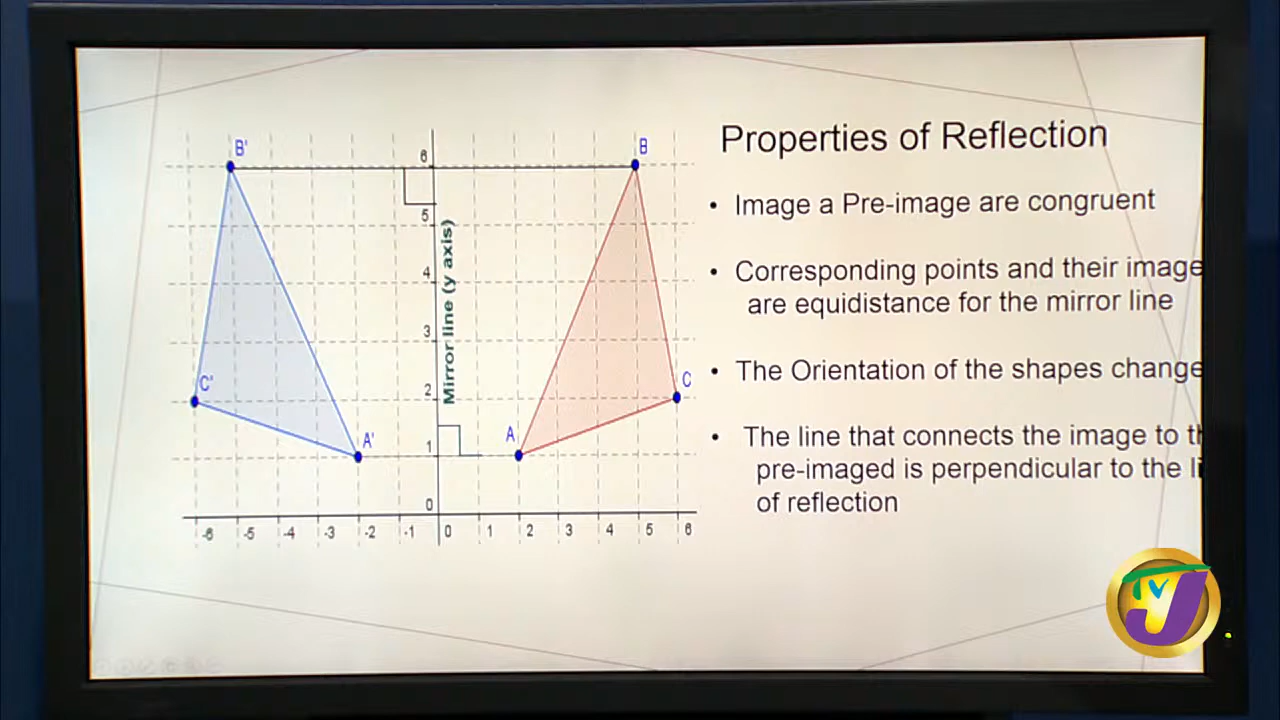 Properties of Reflection
• Image a Pre-image are congruent
• Corresponding points and their image
are equidistance for the mirror line
• The Orientation of the shapes change
• The line that connects the image to th
pre-imaged is perpendicular to the li
of reflection
B'
B
C'
C
A'
A
Mirror line (y axis)
6
5
4
3
2
1
0
-6 -5 -4 -3 -2 -1 0 1 2 3 4 5 6
TVJ